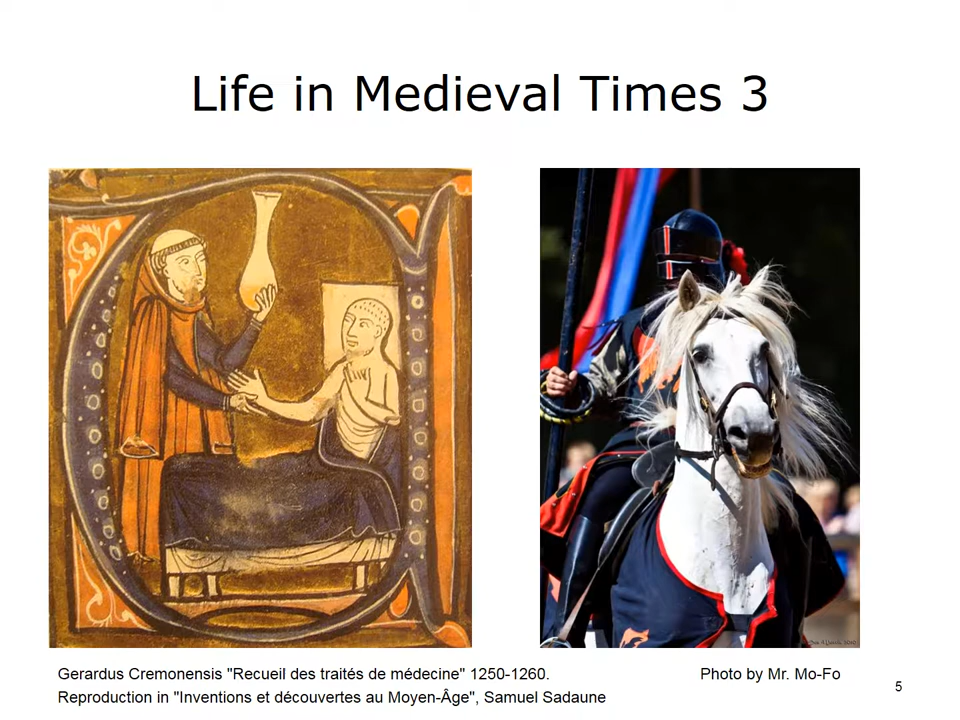 Life in Medieval Times 3
Gerardus Cremonensis "Recueil des traités de médecine" 1250-1260.
Reproduction in "Inventions et découvertes au Moyen-Âge", Samuel Sadaune
Photo by Mr. Mo-Fo
5